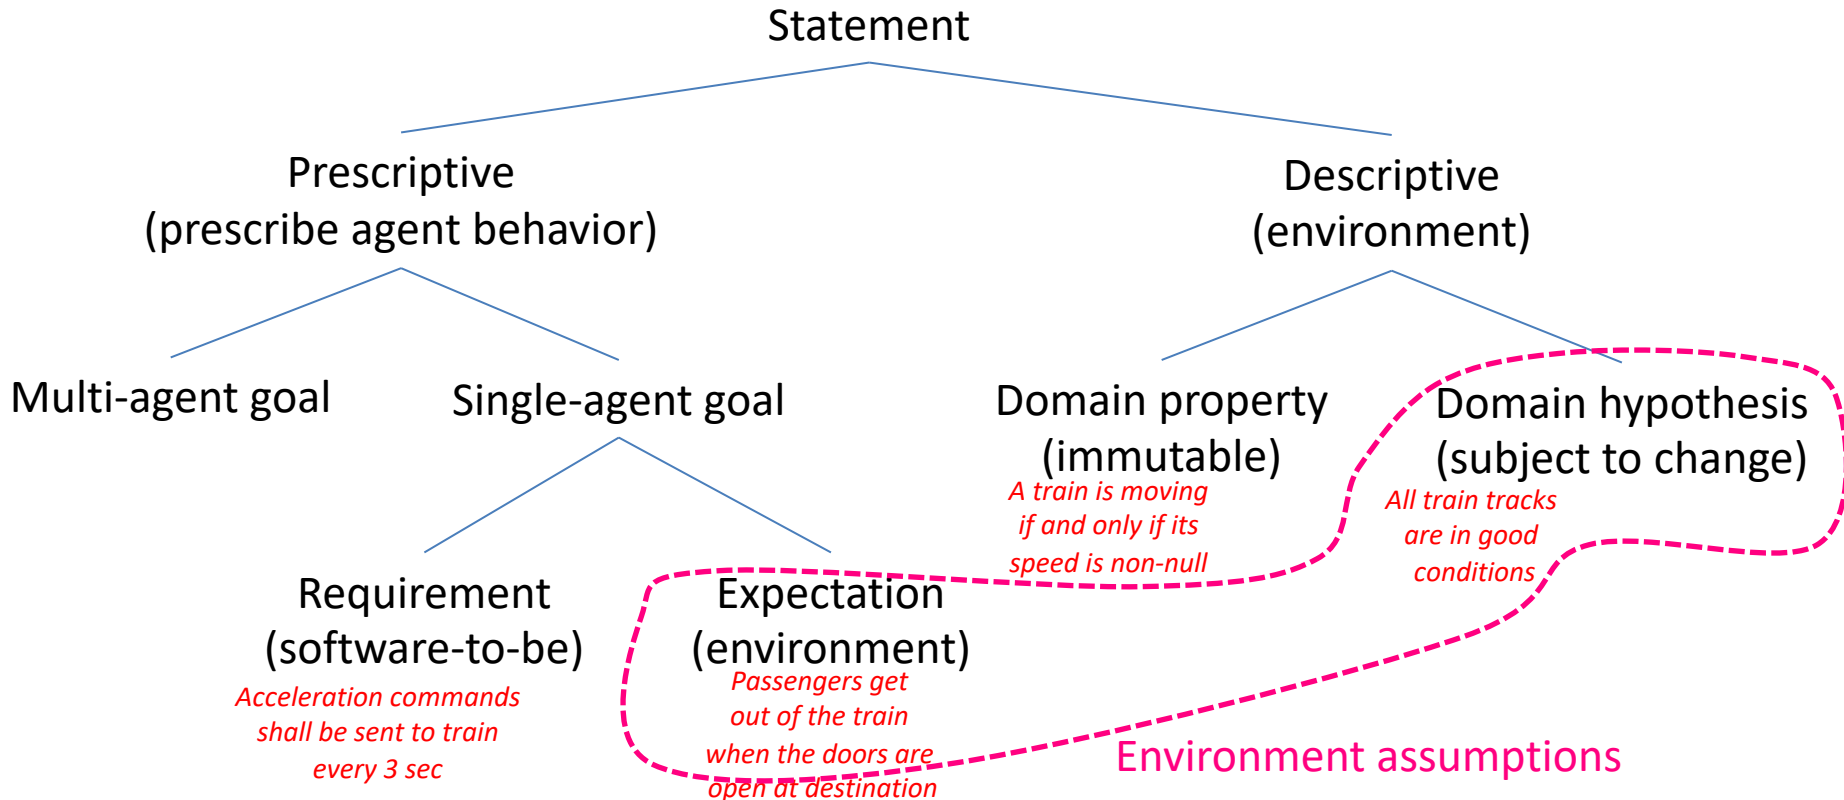 Statement
Prescriptive
(prescribe agent behavior)
Descriptive
(environment)
Multi-agent goal
Single-agent goal
Domain property
(immutable)
A train is moving
if and only if its
speed is non-null
Domain hypothesis
(subject to change)
All train tracks
are in good
conditions
Requirement
(software-to-be)
Acceleration commands
shall be sent to train
every 3 sec
Expectation
(environment)
Passengers get
out of the train
when the doors are
open at destination
Environment assumptions